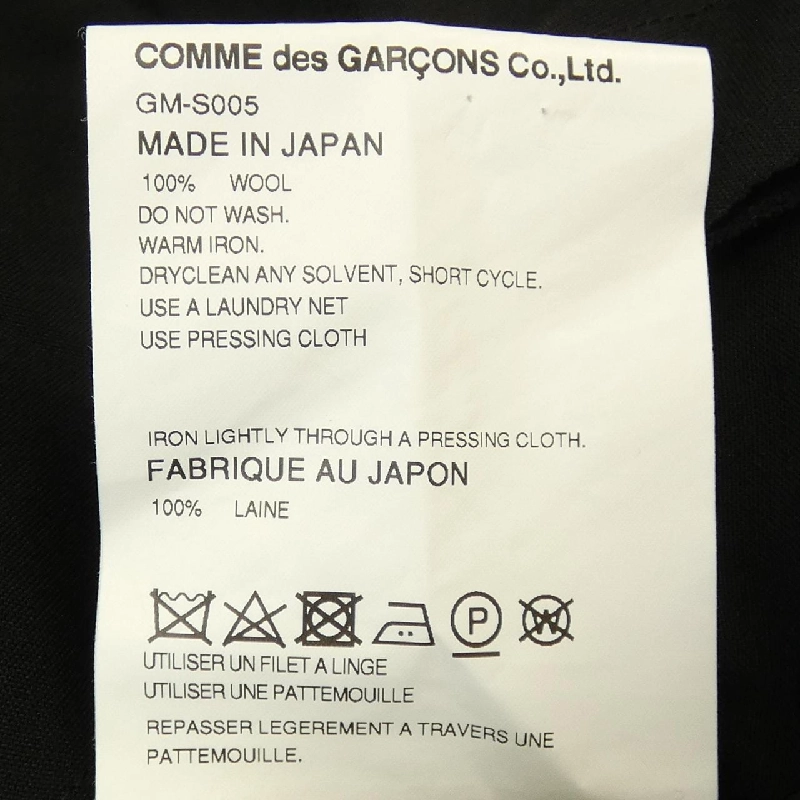 COMME des GARÇONS Co.,Ltd.
GM-S005
MADE IN JAPAN
100% WOOL
DO NOT WASH.
WARM IRON.
DRYCLEAN ANY SOLVENT, SHORT CYCLE.
USE A LAUNDRY NET
USE PRESSING CLOTH
IRON LIGHTLY THROUGH A PRESSING CLOTH.
FABRIQUE AU JAPON
100% LAINE
P W
UTILISER UN FILET A LINGE
UTILISER UNE PATTEMOUILLE
REPASSER LEGEREMENT A TRAVERS UNE
PATTEMOUILLE.